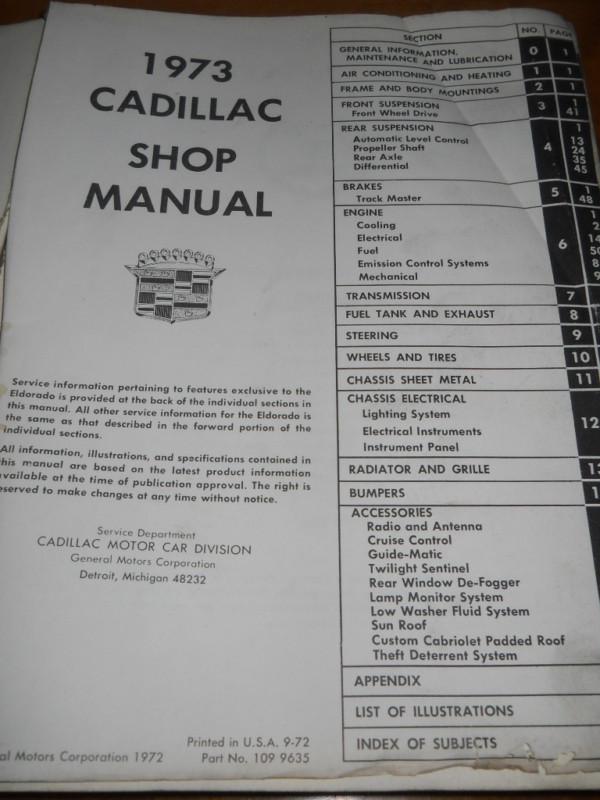 1973
CADILLAC
SHOP
MANUAL
Service information pertaining to features exclusive to the
Eldorado is provided at the back of the individual sections in
this manual. All other service information for the Eldorado is
the same as that described in the forward portion of the
individual sections.
All information, illustrations, and specifications contained in
this manual are based on the latest product information
available at the time of publication approval. The right is
reserved to make changes at any time without notice.
Service Department
CADILLAC MOTOR CAR DIVISION
General Motors Corporation
Detroit, Michigan 48232
Printed in U.S.A. 9-72
al Motors Corporation 1972 Part No. 109 9635
SECTION NO. PAGE
GENERAL INFORMATION,
MAINTENANCE AND LUBRICATION 0 1
AIR CONDITIONING AND HEATING 1 1
FRAME AND BODY MOUNTINGS 2 1
FRONT SUSPENSION 3 1
Front Wheel Drive 41
REAR SUSPENSION 4 1
Automatic Level Control 13
Propeller Shaft 24
Rear Axle 35
Differential 45
BRAKES 5 1
Track Master 48
ENGINE 6 1
Cooling 2
Electrical 14
Fuel 50
Emission Control Systems 8
Mechanical 9
TRANSMISSION 7
FUEL TANK AND EXHAUST 8
STEERING 9
WHEELS AND TIRES 10
CHASSIS SHEET METAL 11
CHASSIS ELECTRICAL 12
Lighting System
Electrical Instruments
Instrument Panel
RADIATOR AND GRILLE 13
BUMPERS 1
ACCESSORIES
Radio and Antenna
Cruise Control
Guide-Matic
Twilight Sentinel
Rear Window De-Fogger
Lamp Monitor System
Low Washer Fluid System
Sun Roof
Custom Cabriolet Padded Roof
Theft Deterrent System
APPENDIX
LIST OF ILLUSTRATIONS
INDEX OF SUBJECTS